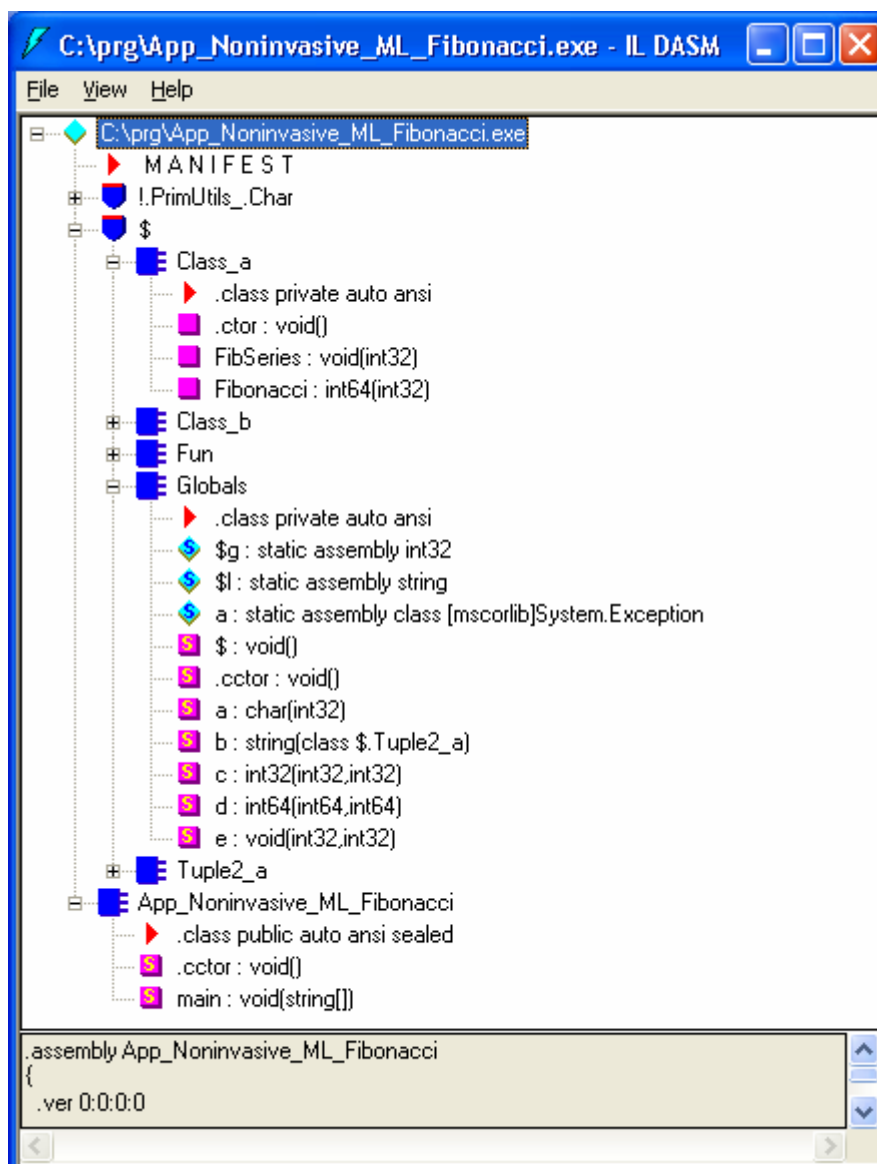 C:\prg\App_Noninvasive_ML_Fibonacci.exe - IL DASM
File View Help
C:\prg\App_Noninvasive_ML_Fibonacci.exe
M A N I F E S T
!.PrimUtils_.Char
$
Class_a
.class private auto ansi
.ctor : void()
FibSeries : void(int32)
Fibonacci : int64(int32)
Class_b
Fun
Globals
.class private auto ansi
$g : static assembly int32
$l : static assembly string
a : static assembly class [mscorlib]System.Exception
$ : void()
.cctor : void()
a : char(int32)
b : string(class $.Tuple2_a)
c : int32(int32,int32)
d : int64(int64,int64)
e : void(int32,int32)
Tuple2_a
App_Noninvasive_ML_Fibonacci
.class public auto ansi sealed
.cctor : void()
main : void(string[])
.assembly App_Noninvasive_ML_Fibonacci
{
.ver 0:0:0:0